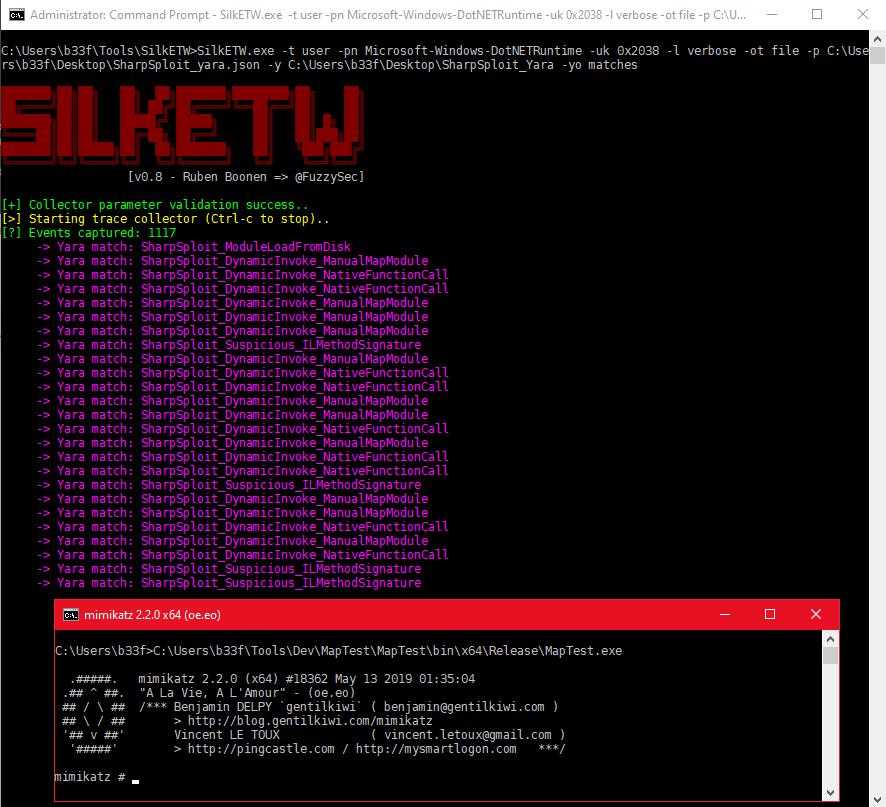 Administrator: Command Prompt - SilkETW.exe -t user -pn Microsoft-Windows-DotNETRuntime -uk 0x2038 -l verbose -ot file -p C:\U...
C:\Users\b33f\Tools\SilkETW>SilkETW.exe -t user -pn Microsoft-Windows-DotNETRuntime -uk 0x2038 -l verbose -ot file -p C:\Use
rs\b33f\Desktop\SharpSploit_yara.json -y C:\Users\b33f\Desktop\SharpSploit_Yara -yo matches
SILKETW
[v0.8 - Ruben Boonen => @FuzzySec]
[+] Collector parameter validation success..
[>] Starting trace collector (Ctrl-c to stop)..
[?] Events captured: 1117
-> Yara match: SharpSploit_ModuleLoadFromDisk
-> Yara match: SharpSploit_DynamicInvoke_ManualMapModule
-> Yara match: SharpSploit_DynamicInvoke_NativeFunctionCall
-> Yara match: SharpSploit_DynamicInvoke_NativeFunctionCall
-> Yara match: SharpSploit_DynamicInvoke_ManualMapModule
-> Yara match: SharpSploit_DynamicInvoke_ManualMapModule
-> Yara match: SharpSploit_DynamicInvoke_ManualMapModule
-> Yara match: SharpSploit_Suspicious_ILMethodSignature
-> Yara match: SharpSploit_DynamicInvoke_ManualMapModule
-> Yara match: SharpSploit_DynamicInvoke_NativeFunctionCall
-> Yara match: SharpSploit_DynamicInvoke_NativeFunctionCall
-> Yara match: SharpSploit_DynamicInvoke_ManualMapModule
-> Yara match: SharpSploit_DynamicInvoke_ManualMapModule
-> Yara match: SharpSploit_DynamicInvoke_NativeFunctionCall
-> Yara match: SharpSploit_DynamicInvoke_ManualMapModule
-> Yara match: SharpSploit_DynamicInvoke_NativeFunctionCall
-> Yara match: SharpSploit_DynamicInvoke_NativeFunctionCall
-> Yara match: SharpSploit_Suspicious_ILMethodSignature
-> Yara match: SharpSploit_DynamicInvoke_ManualMapModule
-> Yara match: SharpSploit_DynamicInvoke_ManualMapModule
-> Yara match: SharpSploit_DynamicInvoke_NativeFunctionCall
-> Yara match: SharpSploit_DynamicInvoke_ManualMapModule
-> Yara match: SharpSploit_DynamicInvoke_NativeFunctionCall
-> Yara match: SharpSploit_Suspicious_ILMethodSignature
-> Yara match: SharpSploit_Suspicious_ILMethodSignature
mimikatz 2.2.0 x64 (oe.eo)
C:\Users\b33f>C:\Users\b33f\Tools\Dev\MapTest\MapTest\bin\x64\Release\MapTest.exe
.#####. mimikatz 2.2.0 (x64) #18362 May 13 2019 01:35:04
.## ^ ##. "A La Vie, A L'Amour" - (oe.eo)
## / \ ## /*** Benjamin DELPY `gentilkiwi` ( benjamin@gentilkiwi.com )
## \ / ## > http://blog.gentilkiwi.com/mimikatz
'## v ##' Vincent LE TOUX ( vincent.letoux@gmail.com )
'#####' > http://pingcastle.com / http://mysmartlogon.com ***/
mimikatz #